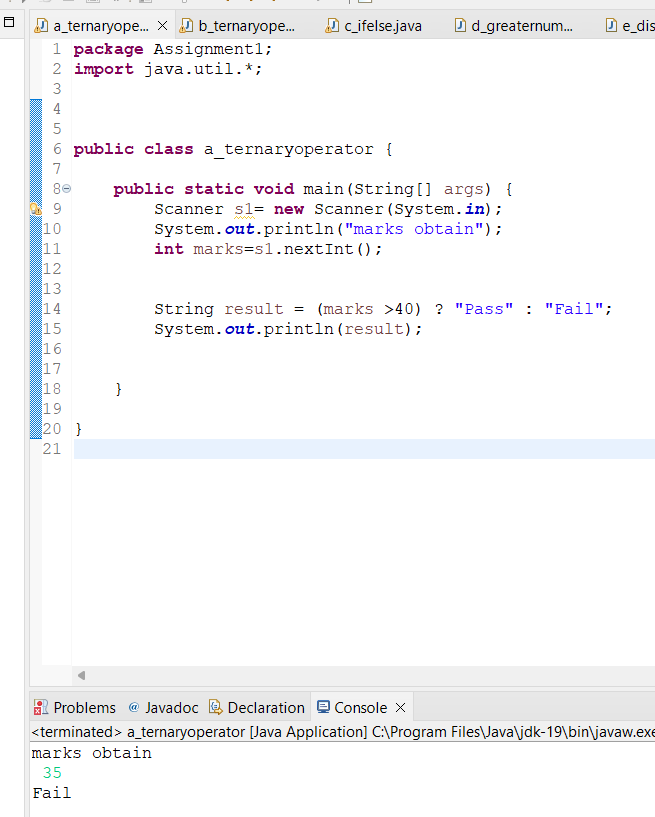 a_ternaryope... b_ternaryope... c_ifelse.java d_greaternum... e_dis
1 package Assignment1;
2 import java.util.*;
3
4
5
6 public class a_ternaryoperator {
7
8 public static void main(String[] args) {
9 Scanner s1= new Scanner(System.in);
10 System.out.println("marks obtain");
11 int marks=s1.nextInt();
12
13
14 String result = (marks >40) ? "Pass" : "Fail";
15 System.out.println(result);
16
17
18 }
19
20 }
21
Problems @ Javadoc Declaration Console
<terminated> a_ternaryoperator [Java Application] C:\Program Files\Java\jdk-19\bin\javaw.exe
marks obtain
35
Fail